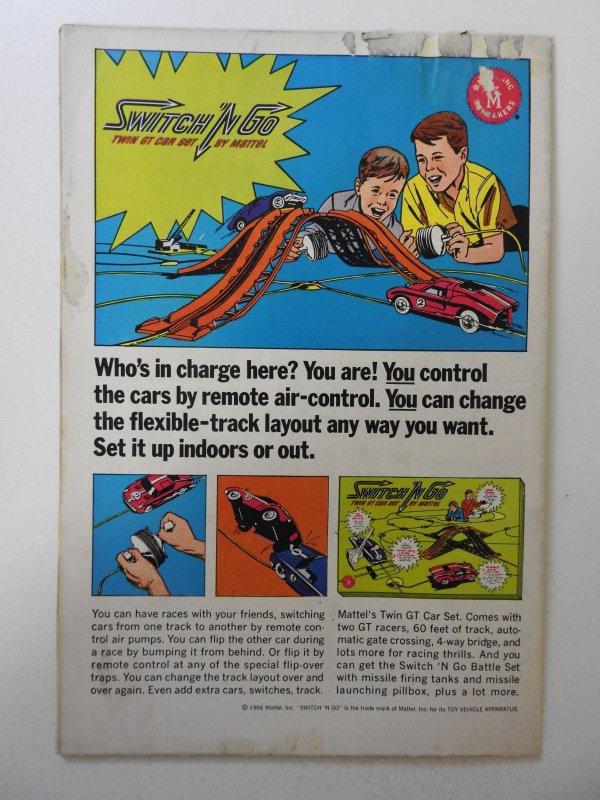 SWITCH 'N GO
TWIN GT CAR SET BY MATTEL
M
2
Who's in charge here? You are! You control
the cars by remote air-control. You can change
the flexible-track layout any way you want.
Set it up indoors or out.
SWITCH 'N GO
TWIN GT CAR SET BY MATTEL
You can have races with your friends, switching
cars from one track to another by remote con-
trol air pumps. You can flip the other car during
a race by bumping it from behind. Or flip it by
remote control at any of the special flip-over
traps. You can change the track layout over and
over again. Even add extra cars, switches, track.
Mattel's Twin GT Car Set. Comes with
two GT racers, 60 feet of track, auto-
matic gate crossing, 4-way bridge, and
lots more for racing thrills. And you
can get the Switch 'N Go Battle Set
with missile firing tanks and missile
launching pillbox, plus a lot more.
© 1966 Mattel, Inc. "SWITCH 'N GO" is the trade mark of Mattel, Inc. for its TOY VEHICLE APPARATUS.